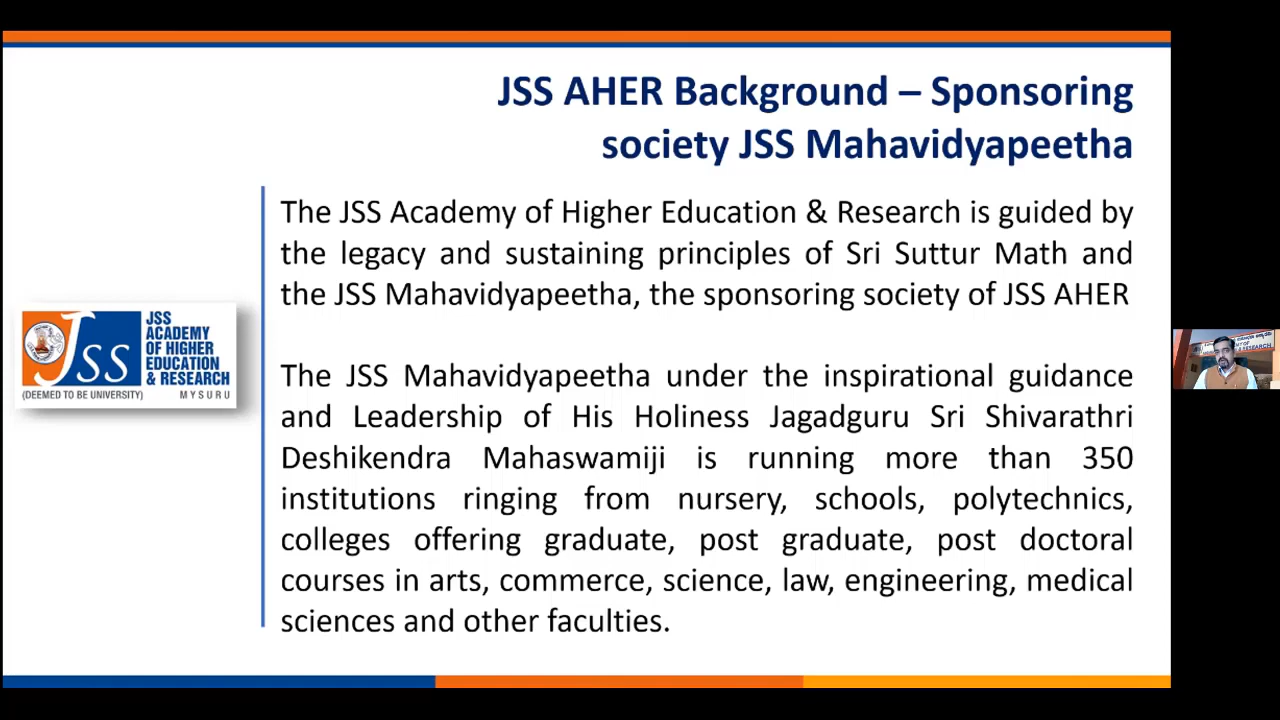 JSS AHER Background – Sponsoring
society JSS Mahavidyapeetha
The JSS Academy of Higher Education & Research is guided by
the legacy and sustaining principles of Sri Suttur Math and
the JSS Mahavidyapeetha, the sponsoring society of JSS AHER
The JSS Mahavidyapeetha under the inspirational guidance
and Leadership of His Holiness Jagadguru Sri Shivarathri
Deshikendra Mahaswamiji is running more than 350
institutions ringing from nursery, schools, polytechnics,
colleges offering graduate, post graduate, post doctoral
courses in arts, commerce, science, law, engineering, medical
sciences and other faculties.
JSS
JSS
ACADEMY
OF HIGHER
EDUCATION
& RESEARCH
(DEEMED TO BE UNIVERSITY) MYSURU
& RESEARCH